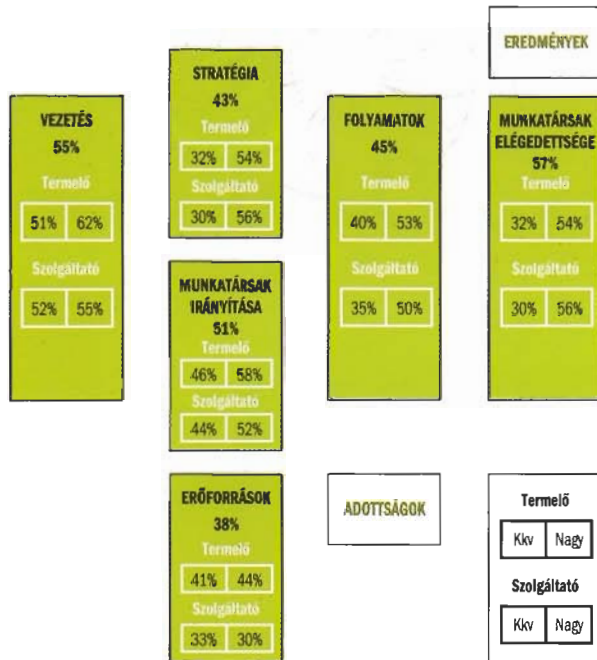 EREDMÉNYEK
STRATÉGIA
43%
Termelő
32% 54%
Szolgáltató
30% 56%
VEZETÉS
55%
Termelő
51% 62%
Szolgáltató
52% 55%
FOLYAMATOK
45%
Termelő
40% 53%
Szolgáltató
35% 50%
MUNKATÁRSAK
ELÉGEDETTSÉGE
57%
Termelő
32% 54%
Szolgáltató
30% 56%
MUNKATÁRSAK
IRÁNYÍTÁSA
51%
Termelő
46% 58%
Szolgáltató
44% 52%
ERŐFORRÁSOK
38%
Termelő
41% 44%
Szolgáltató
33% 30%
ADOTTSÁGOK
Termelő
Kkv Nagy
Szolgáltató
Kkv Nagy